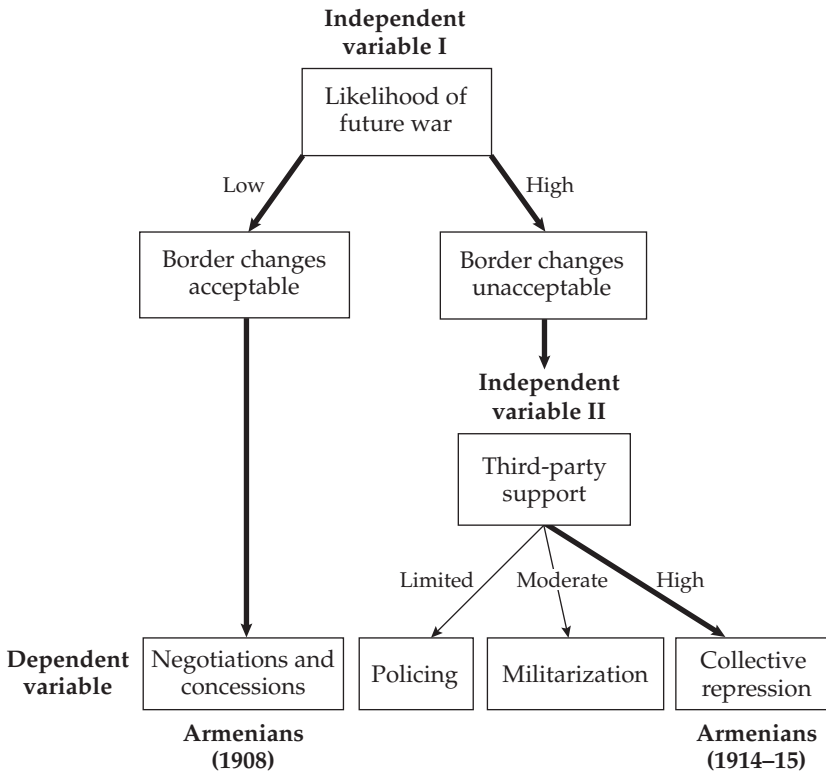 Independent
variable I
Likelihood of
future war
Low
High
Border changes
acceptable
Border changes
unacceptable
Independent
variable II
Third-party
support
Limited
Moderate
High
Dependent
variable
Negotiations and
concessions
Policing
Militarization
Collective
repression
Armenians
(1908)
Armenians
(1914–15)